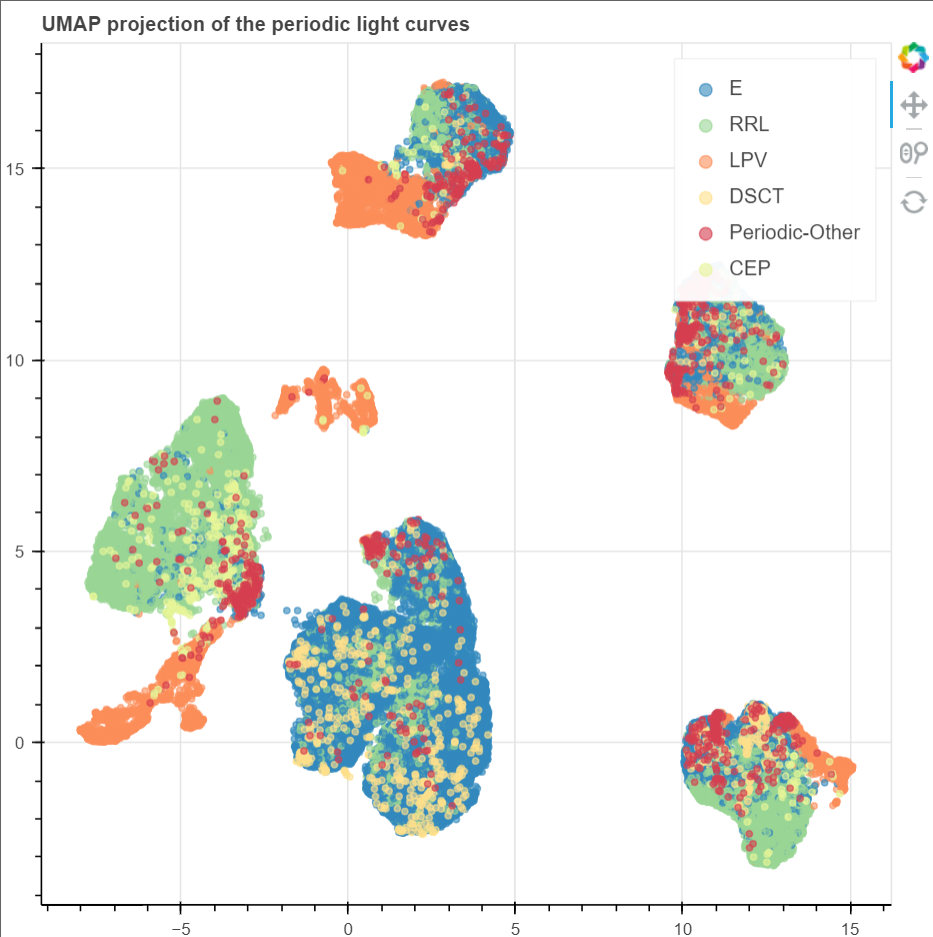 UMAP projection of the periodic light curves
E
RRL
LPV
DSCT
Periodic-Other
CEP
15
10
5
0
−5 0 5 10 15